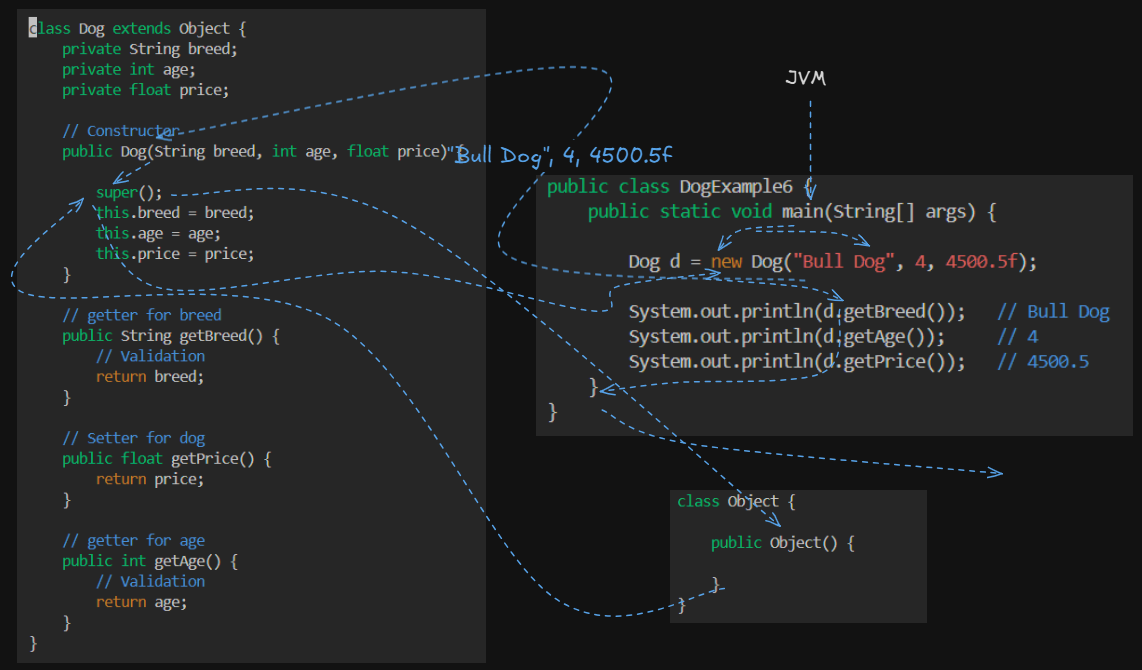 class Dog extends Object {
    private String breed;
    private int age;
    private float price;

    // Constructor
    public Dog(String breed, int age, float price) {

        super();
        this.breed = breed;
        this.age = age;
        this.price = price;
    }

    // getter for breed
    public String getBreed() {
        // Validation
        return breed;
    }

    // Setter for dog
    public float getPrice() {
        return price;
    }

    // getter for age
    public int getAge() {
        // Validation
        return age;
    }
}
JVM
"Bull Dog", 4, 4500.5f
public class DogExample6 {
    public static void main(String[] args) {

        Dog d = new Dog("Bull Dog", 4, 4500.5f);

        System.out.println(d.getBreed());   // Bull Dog
        System.out.println(d.getAge());     // 4
        System.out.println(d.getPrice());   // 4500.5
    }
}
class Object {

    public Object() {

    }
}